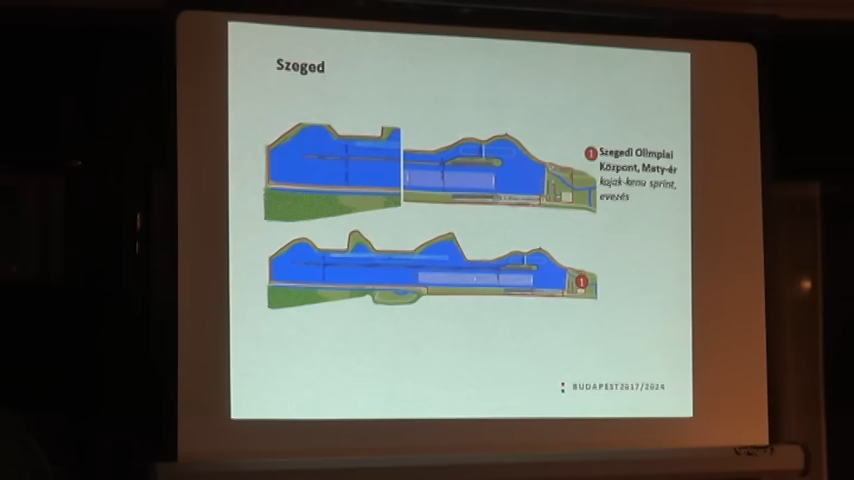 Szeged
1 Szegedi Olimpiai
Központ, Maty-ér
kajak-kenu sprint,
evezés
1
BUDAPEST2017/2024